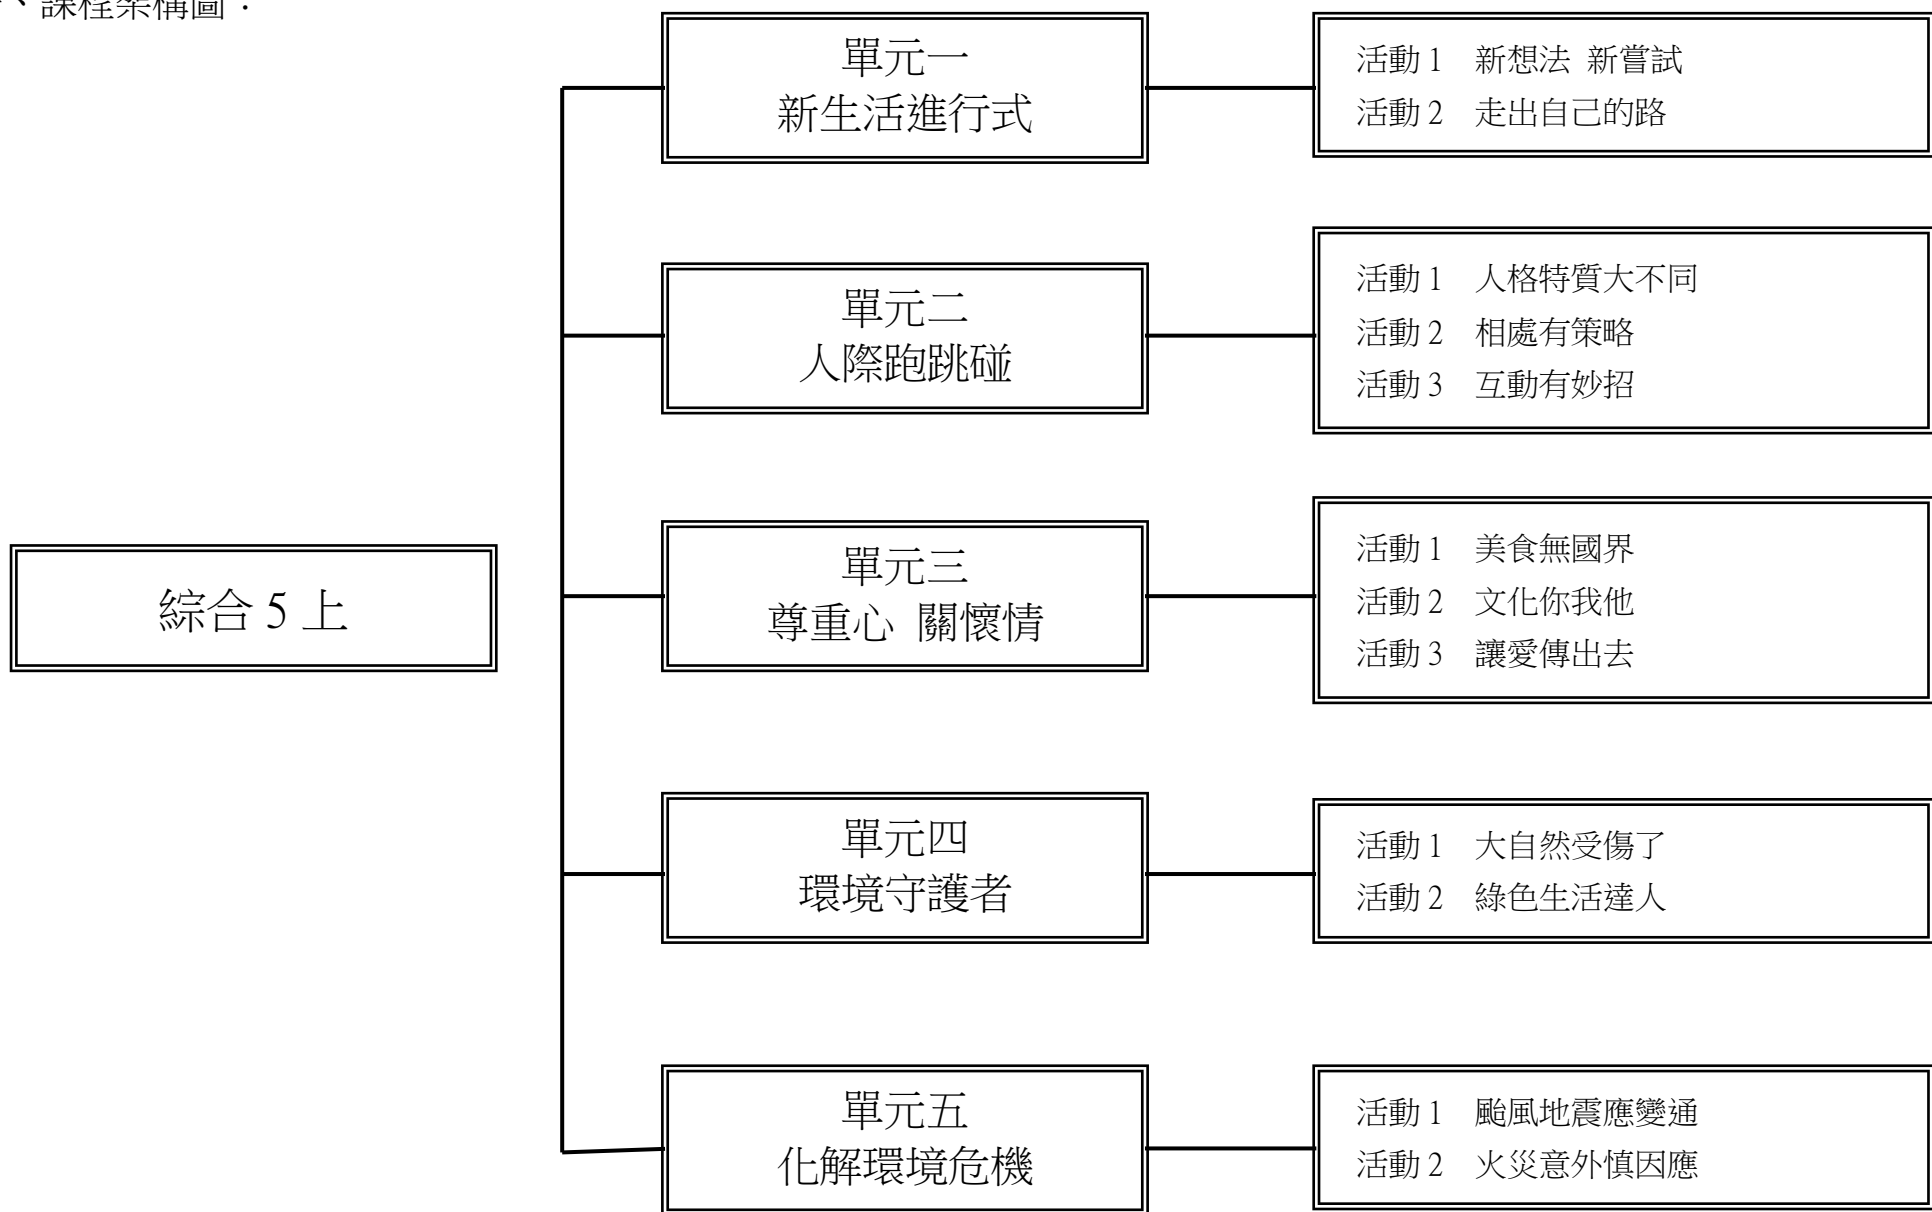 、課程架構圖：
綜合 5 上
單元一
新生活進行式
活動 1 新想法 新嘗試
活動 2 走出自己的路
單元二
人際跑跳碰
活動 1 人格特質大不同
活動 2 相處有策略
活動 3 互動有妙招
單元三
尊重心 關懷情
活動 1 美食無國界
活動 2 文化你我他
活動 3 讓愛傳出去
單元四
環境守護者
活動 1 大自然受傷了
活動 2 綠色生活達人
單元五
化解環境危機
活動 1 颱風地震應變通
活動 2 火災意外慎因應